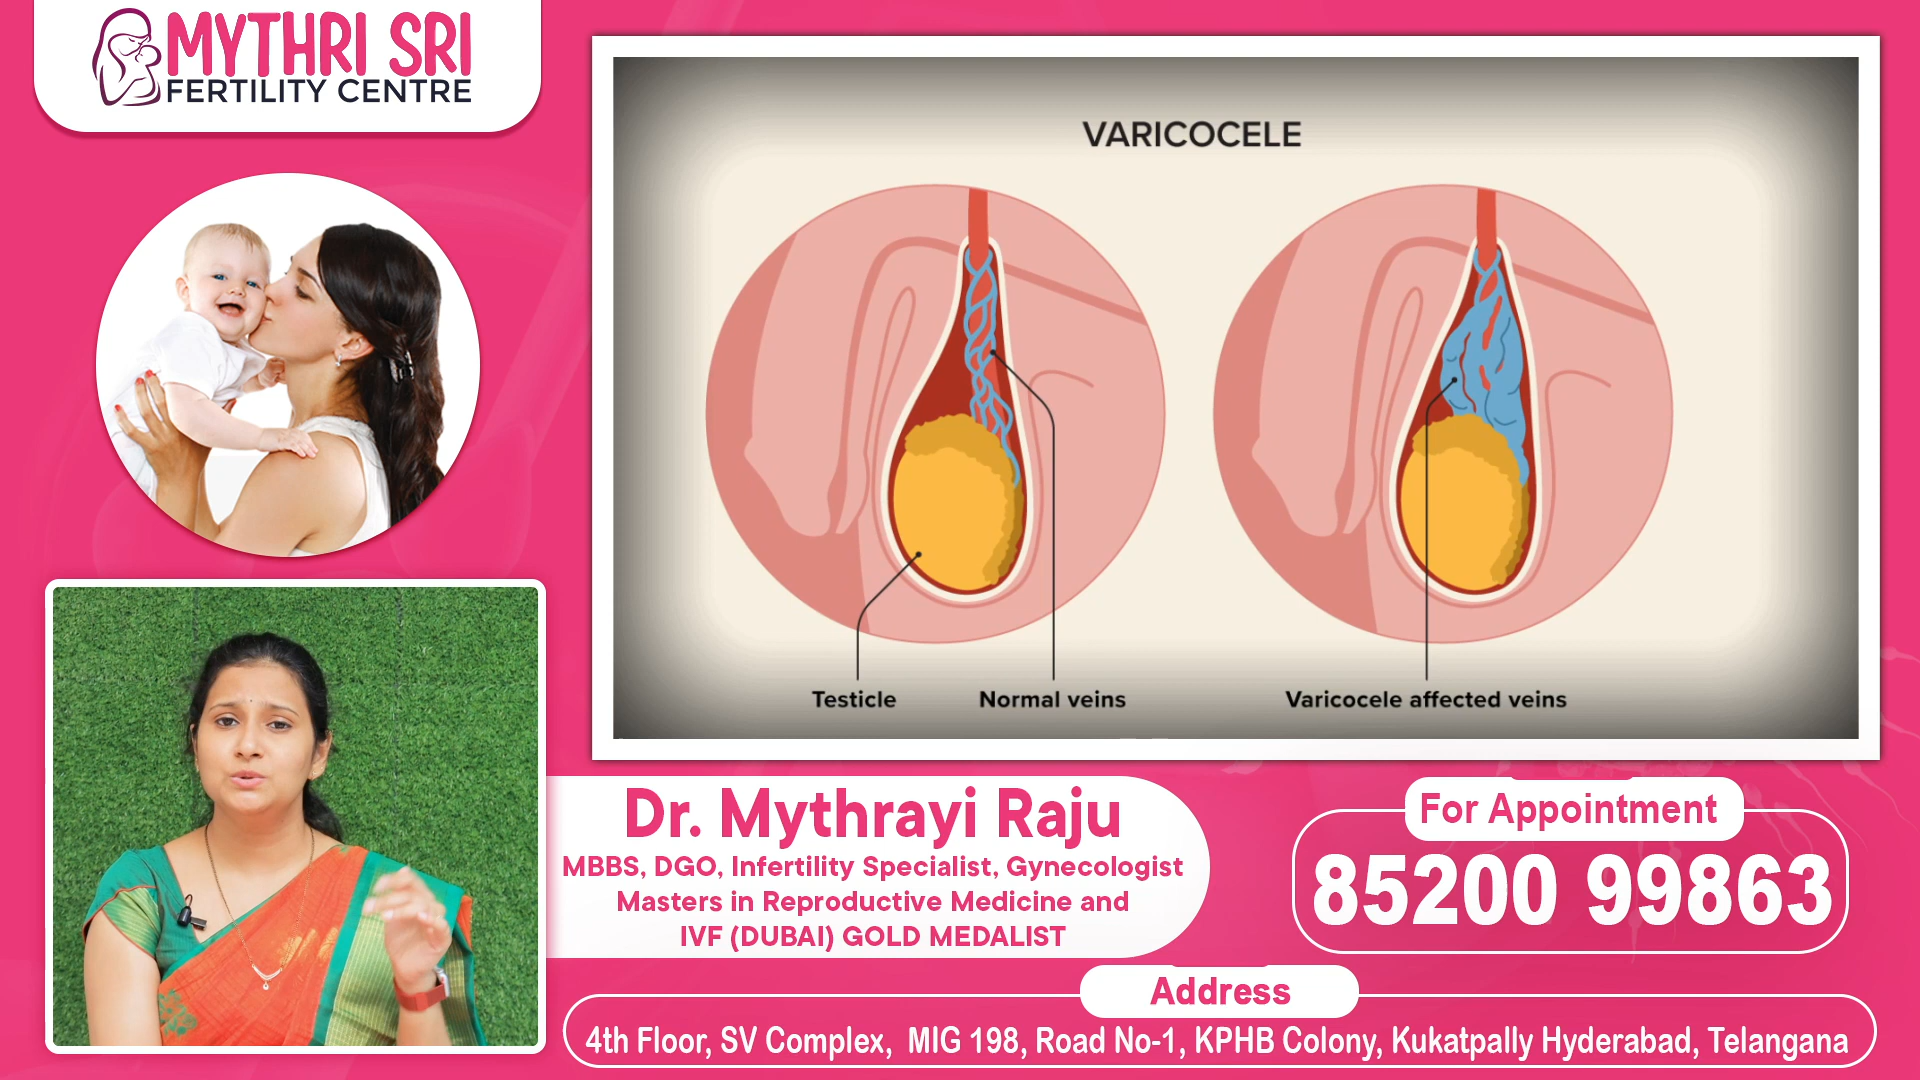 MYTHRI SRI
FERTILITY CENTRE
VARICOCELE
Testicle
Normal veins
Varicocele affected veins
Dr. Mythrayi Raju
MBBS, DGO, Infertility Specialist, Gynecologist
Masters in Reproductive Medicine and
IVF (DUBAI) GOLD MEDALIST
For Appointment
85200 99863
Address
4th Floor, SV Complex, MIG 198, Road No-1, KPHB Colony, Kukatpally Hyderabad, Telangana